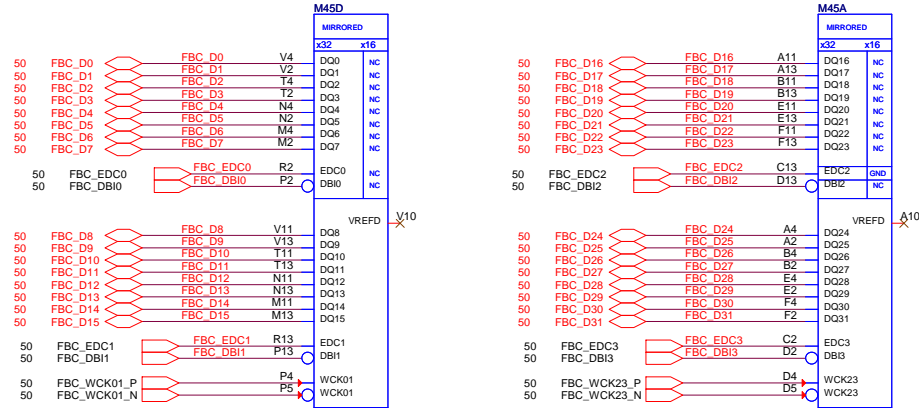 M45D
MIRRORED
x32 x16
50 FBC_D0 FBC_D0 V4 DQ0 NC
50 FBC_D1 FBC_D1 V2 DQ1 NC
50 FBC_D2 FBC_D2 T4 DQ2 NC
50 FBC_D3 FBC_D3 T2 DQ3 NC
50 FBC_D4 FBC_D4 N4 DQ4 NC
50 FBC_D5 FBC_D5 N2 DQ5 NC
50 FBC_D6 FBC_D6 M4 DQ6 NC
50 FBC_D7 FBC_D7 M2 DQ7 NC
50 FBC_EDC0 FBC_EDC0 R2 EDC0 NC
50 FBC_DBI0 FBC_DBI0 P2 DBI0 NC
VREFD V10
50 FBC_D8 FBC_D8 V11 DQ8
50 FBC_D9 FBC_D9 V13 DQ9
50 FBC_D10 FBC_D10 T11 DQ10
50 FBC_D11 FBC_D11 T13 DQ11
50 FBC_D12 FBC_D12 N11 DQ12
50 FBC_D13 FBC_D13 N13 DQ13
50 FBC_D14 FBC_D14 M11 DQ14
50 FBC_D15 FBC_D15 M13 DQ15
50 FBC_EDC1 FBC_EDC1 R13 EDC1
50 FBC_DBI1 FBC_DBI1 P13 DBI1
50 FBC_WCK01_P P4 WCK01
50 FBC_WCK01_N P5 WCK01
M45A
MIRRORED
x32 x16
50 FBC_D16 FBC_D16 A11 DQ16 NC
50 FBC_D17 FBC_D17 A13 DQ17 NC
50 FBC_D18 FBC_D18 B11 DQ18 NC
50 FBC_D19 FBC_D19 B13 DQ19 NC
50 FBC_D20 FBC_D20 E11 DQ20 NC
50 FBC_D21 FBC_D21 E13 DQ21 NC
50 FBC_D22 FBC_D22 F11 DQ22 NC
50 FBC_D23 FBC_D23 F13 DQ23 NC
50 FBC_EDC2 FBC_EDC2 C13 EDC2 GND
50 FBC_DBI2 FBC_DBI2 D13 DBI2 NC
VREFD A10
50 FBC_D24 FBC_D24 A4 DQ24
50 FBC_D25 FBC_D25 A2 DQ25
50 FBC_D26 FBC_D26 B4 DQ26
50 FBC_D27 FBC_D27 B2 DQ27
50 FBC_D28 FBC_D28 E4 DQ28
50 FBC_D29 FBC_D29 E2 DQ29
50 FBC_D30 FBC_D30 F4 DQ30
50 FBC_D31 FBC_D31 F2 DQ31
50 FBC_EDC3 FBC_EDC3 C2 EDC3
50 FBC_DBI3 FBC_DBI3 D2 DBI3
50 FBC_WCK23_P D4 WCK23
50 FBC_WCK23_N D5 WCK23